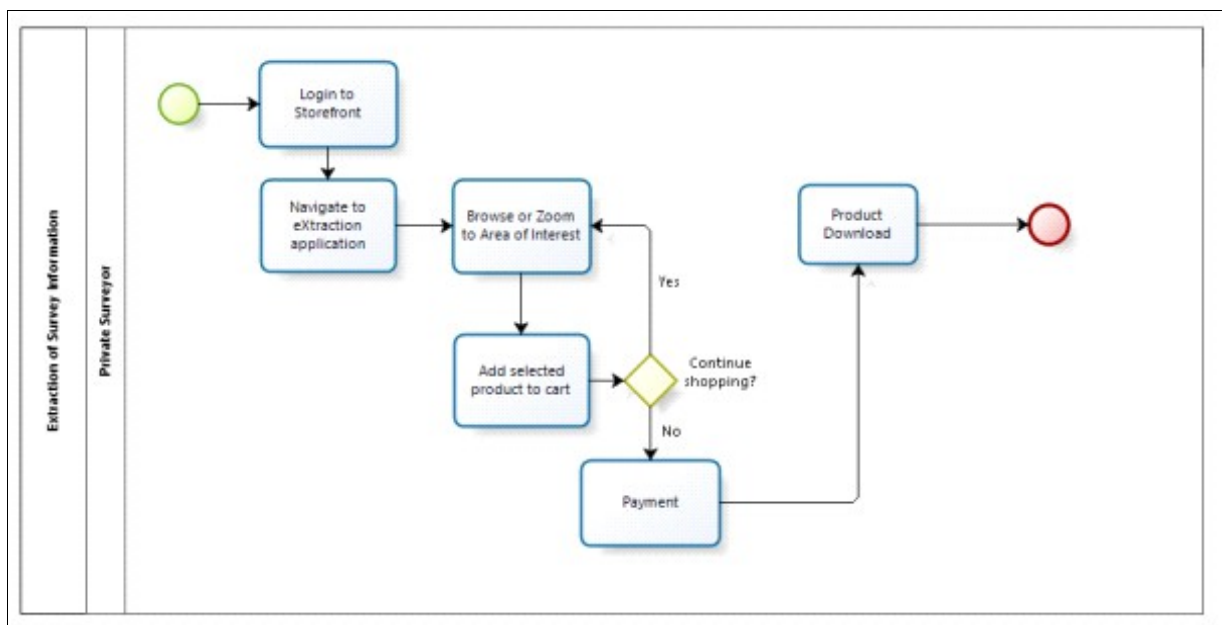 Extraction of Survey Information
Private Surveyor
Login to
Storefront
Navigate to
eXtraction
application
Browse or Zoom
to Area of Interest
Add selected
product to cart
Yes
Continue
shopping?
No
Payment
Product
Download